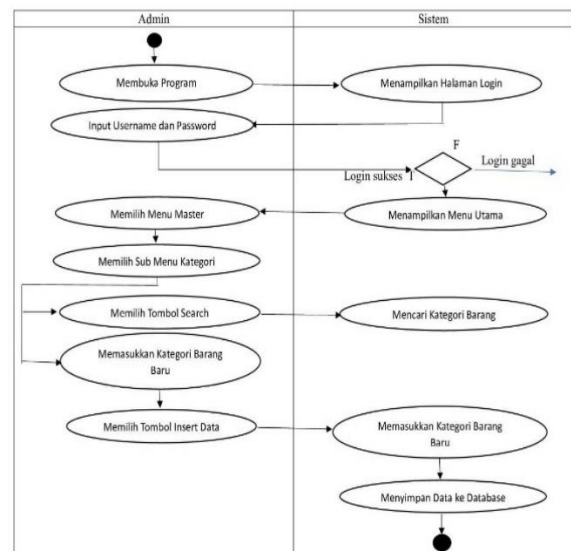 Admin
Sistem
Membuka Program
Menampilkan Halaman Login
Input Username dan Password
F
Login gagal
Login sukses T
Menampilkan Menu Utama
Memilih Menu Master
Memilih Sub Menu Kategori
Memilih Tombol Search
Mencari Kategori Barang
Memasukkan Kategori Barang
Baru
Memilih Tombol Insert Data
Memasukkan Kategori Barang
Baru
Menyimpan Data ke Database